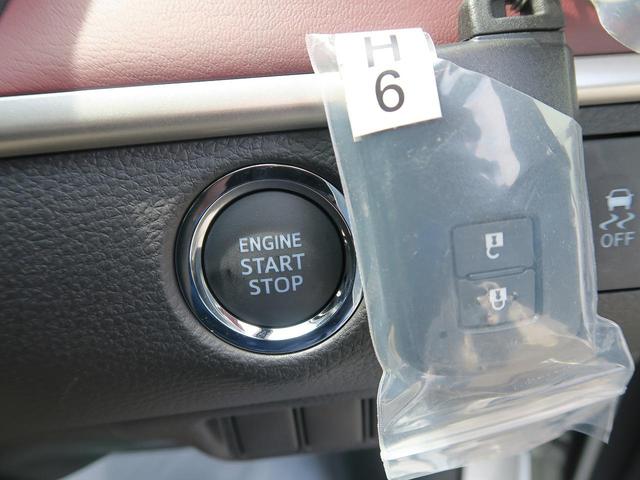 H
6
ENGINE
START
STOP
OFF